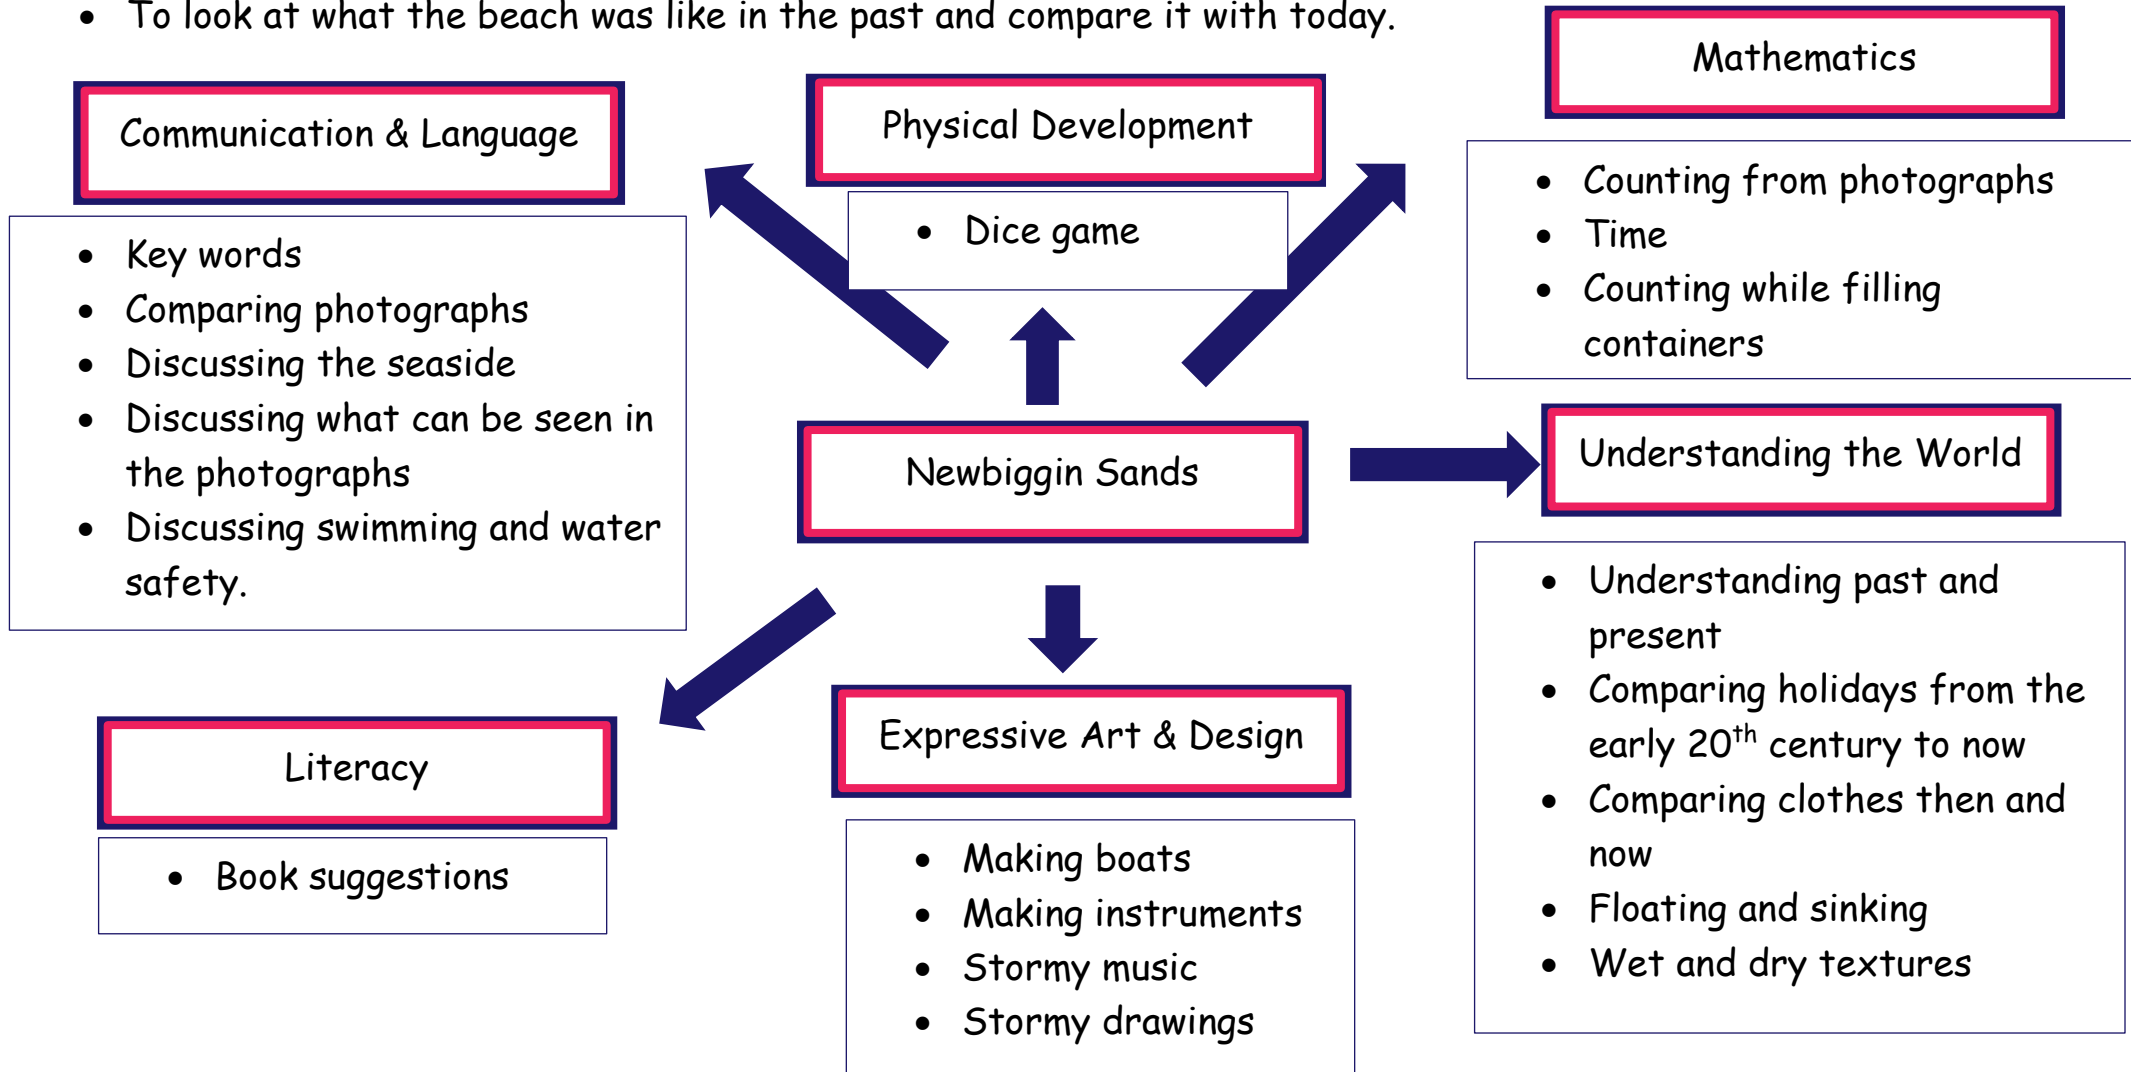 • To look at what the beach was like in the past and compare it with today.
Communication & Language
• Key words
• Comparing photographs
• Discussing the seaside
• Discussing what can be seen in
the photographs
• Discussing swimming and water
safety.
Physical Development
• Dice game
Mathematics
• Counting from photographs
• Time
• Counting while filling
containers
Newbiggin Sands
Understanding the World
• Understanding past and
present
• Comparing holidays from the
early 20th century to now
• Comparing clothes then and
now
• Floating and sinking
• Wet and dry textures
Literacy
• Book suggestions
Expressive Art & Design
• Making boats
• Making instruments
• Stormy music
• Stormy drawings